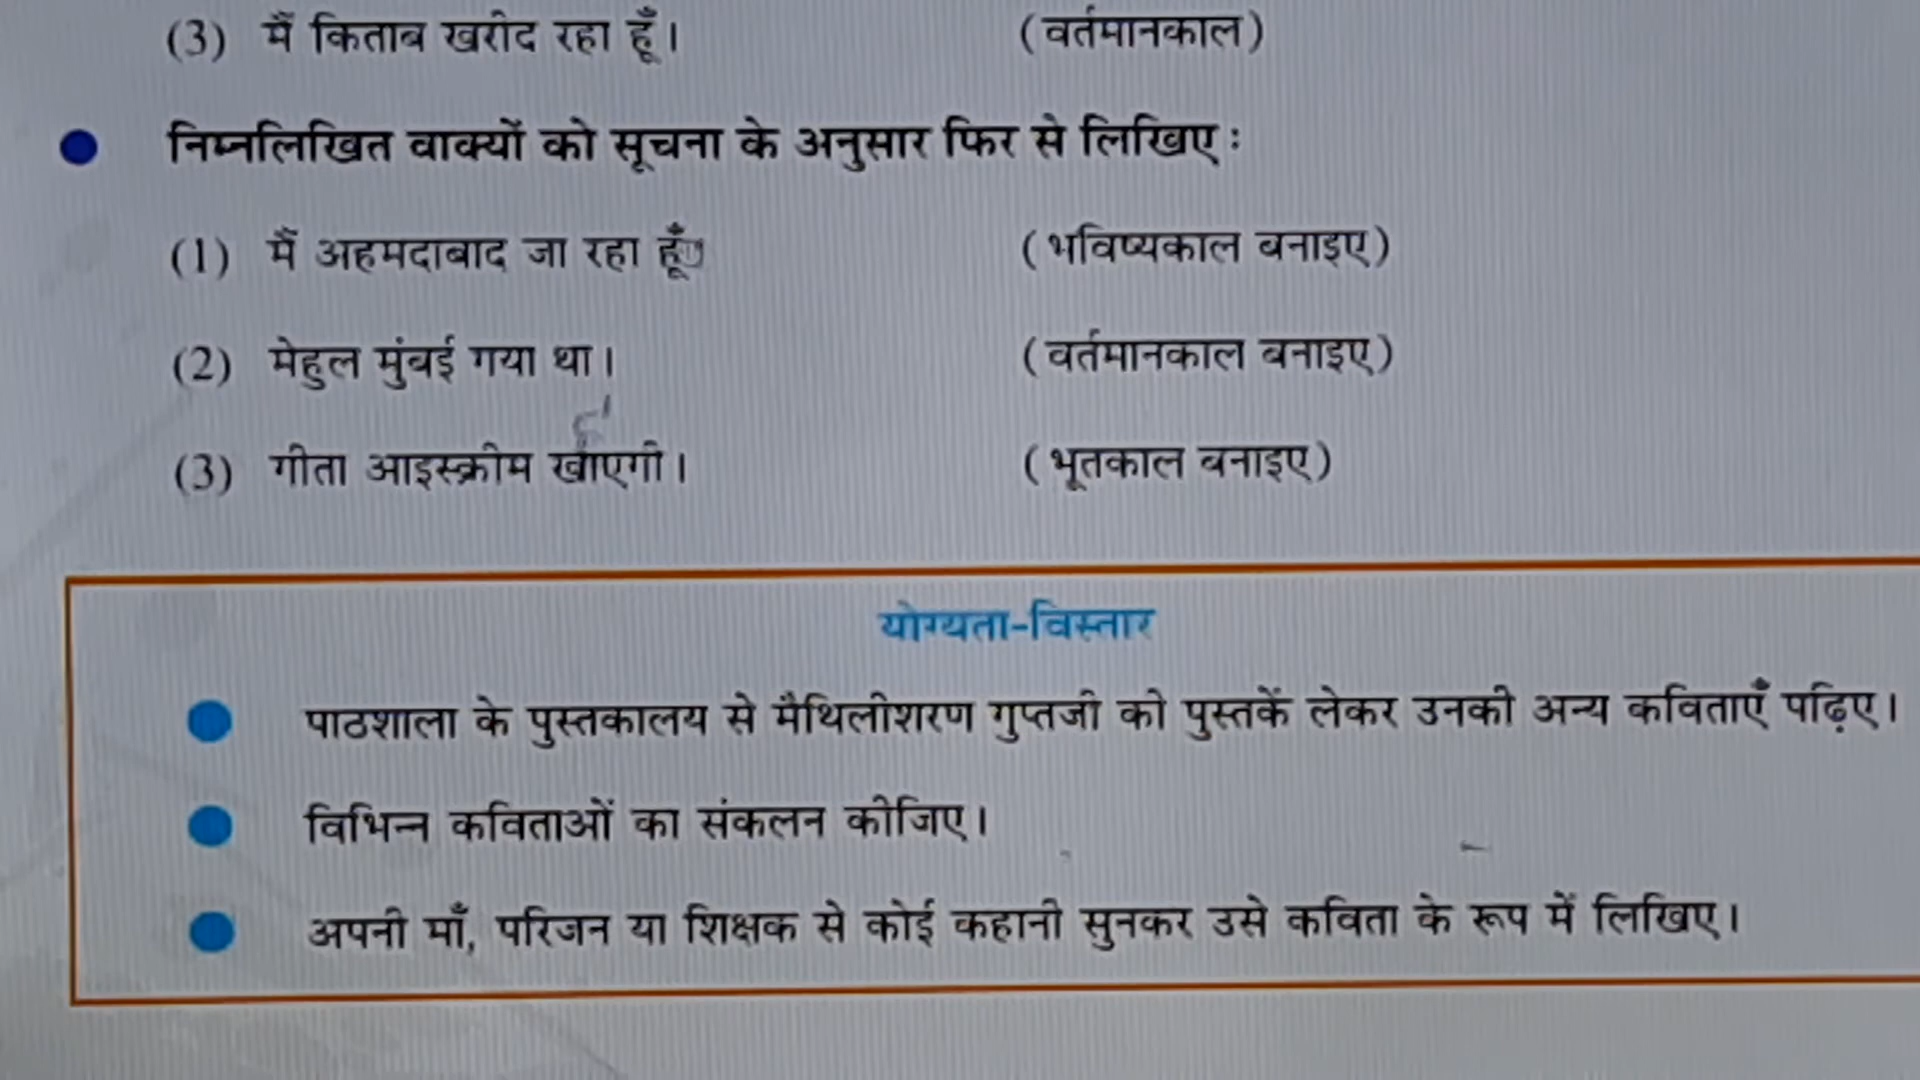 (3) मैं किताब खरीद रहा हूँ। (वर्तमानकाल)
निम्नलिखित वाक्यों को सूचना के अनुसार फिर से लिखिए :
(1) मैं अहमदाबाद जा रहा हूँ। (भविष्यकाल बनाइए)
(2) मेहुल मुंबई गया था। (वर्तमानकाल बनाइए)
(3) गीता आइस्क्रीम खाएगी। (भूतकाल बनाइए)
योग्यता-विस्तार
पाठशाला के पुस्तकालय से मैथिलीशरण गुप्तजी की पुस्तकें लेकर उनकी अन्य कविताएँ पढ़िए।
विभिन्न कविताओं का संकलन कीजिए।
अपनी माँ, परिजन या शिक्षक से कोई कहानी सुनकर उसे कविता के रूप में लिखिए।